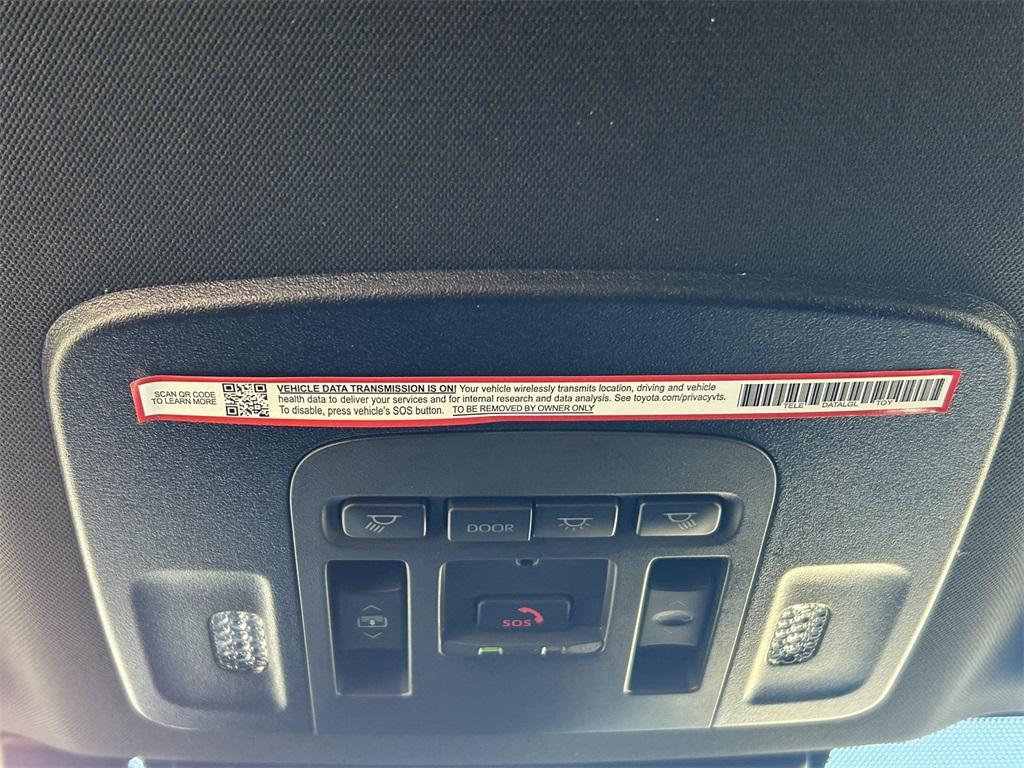 SCAN QR CODE
TO LEARN MORE
VEHICLE DATA TRANSMISSION IS ON! Your vehicle wirelessly transmits location, driving and vehicle
health data to deliver your services and for internal research and data analysis. See toyota.com/privacyvts.
To disable, press vehicle's SOS button. TO BE REMOVED BY OWNER ONLY
TELE DATALGL TOY
DOOR
SOS